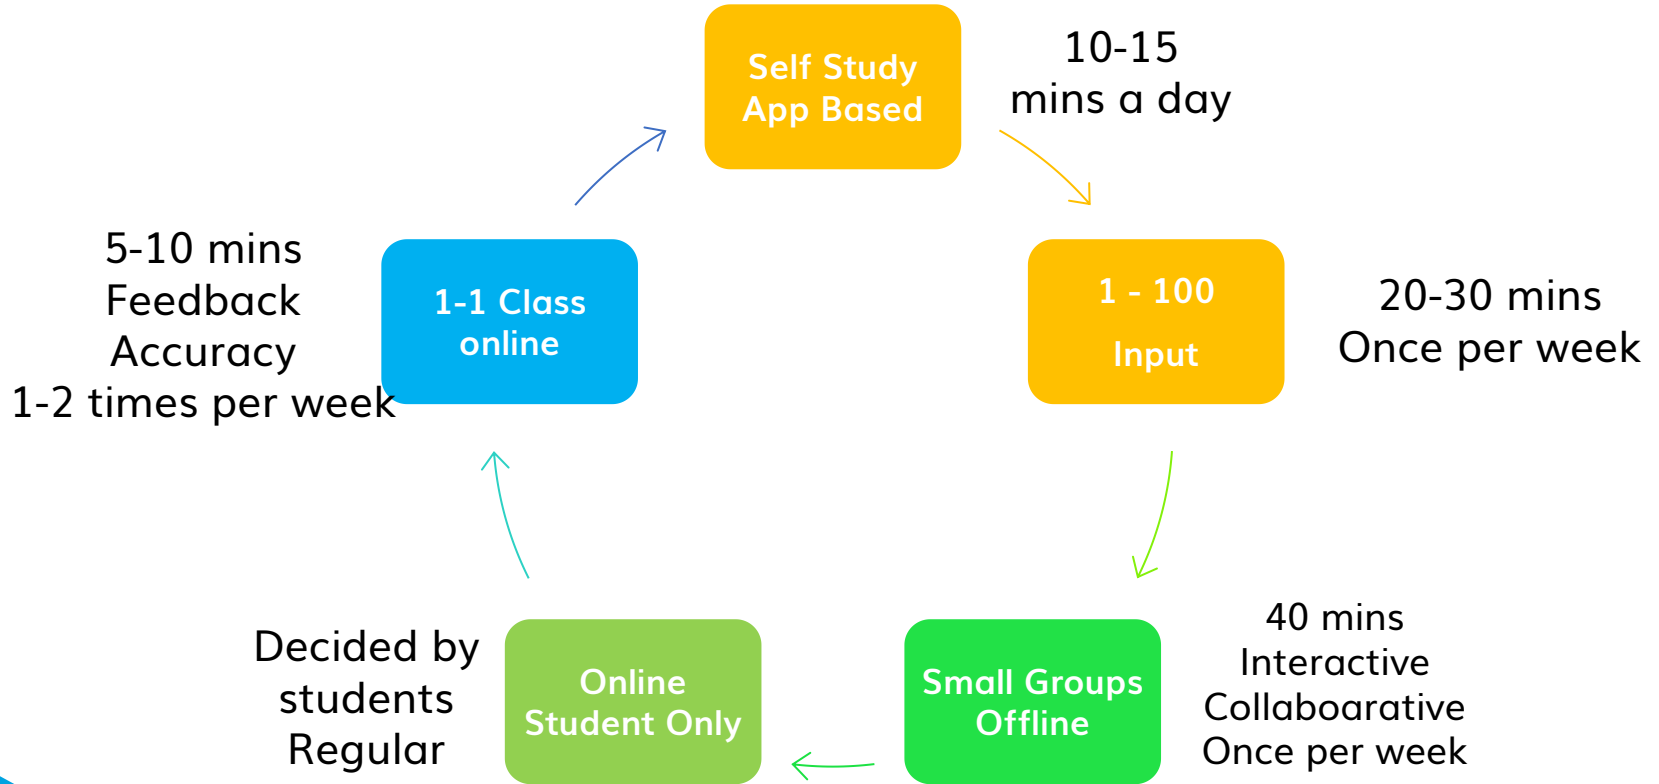 Self Study
App Based
10-15
mins a day
1 - 100
Input
20-30 mins
Once per week
Small Groups
Offline
40 mins
Interactive
Collaboarative
Once per week
Online
Student Only
Decided by
students
Regular
1-1 Class
online
5-10 mins
Feedback
Accuracy
1-2 times per week